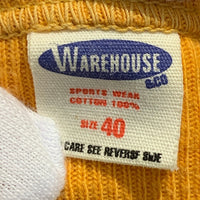 WAREHOUSE
& CO
SPORTS WEAR
COTTON 100%
SIZE 40
CARE SEE REVERSE SIDE